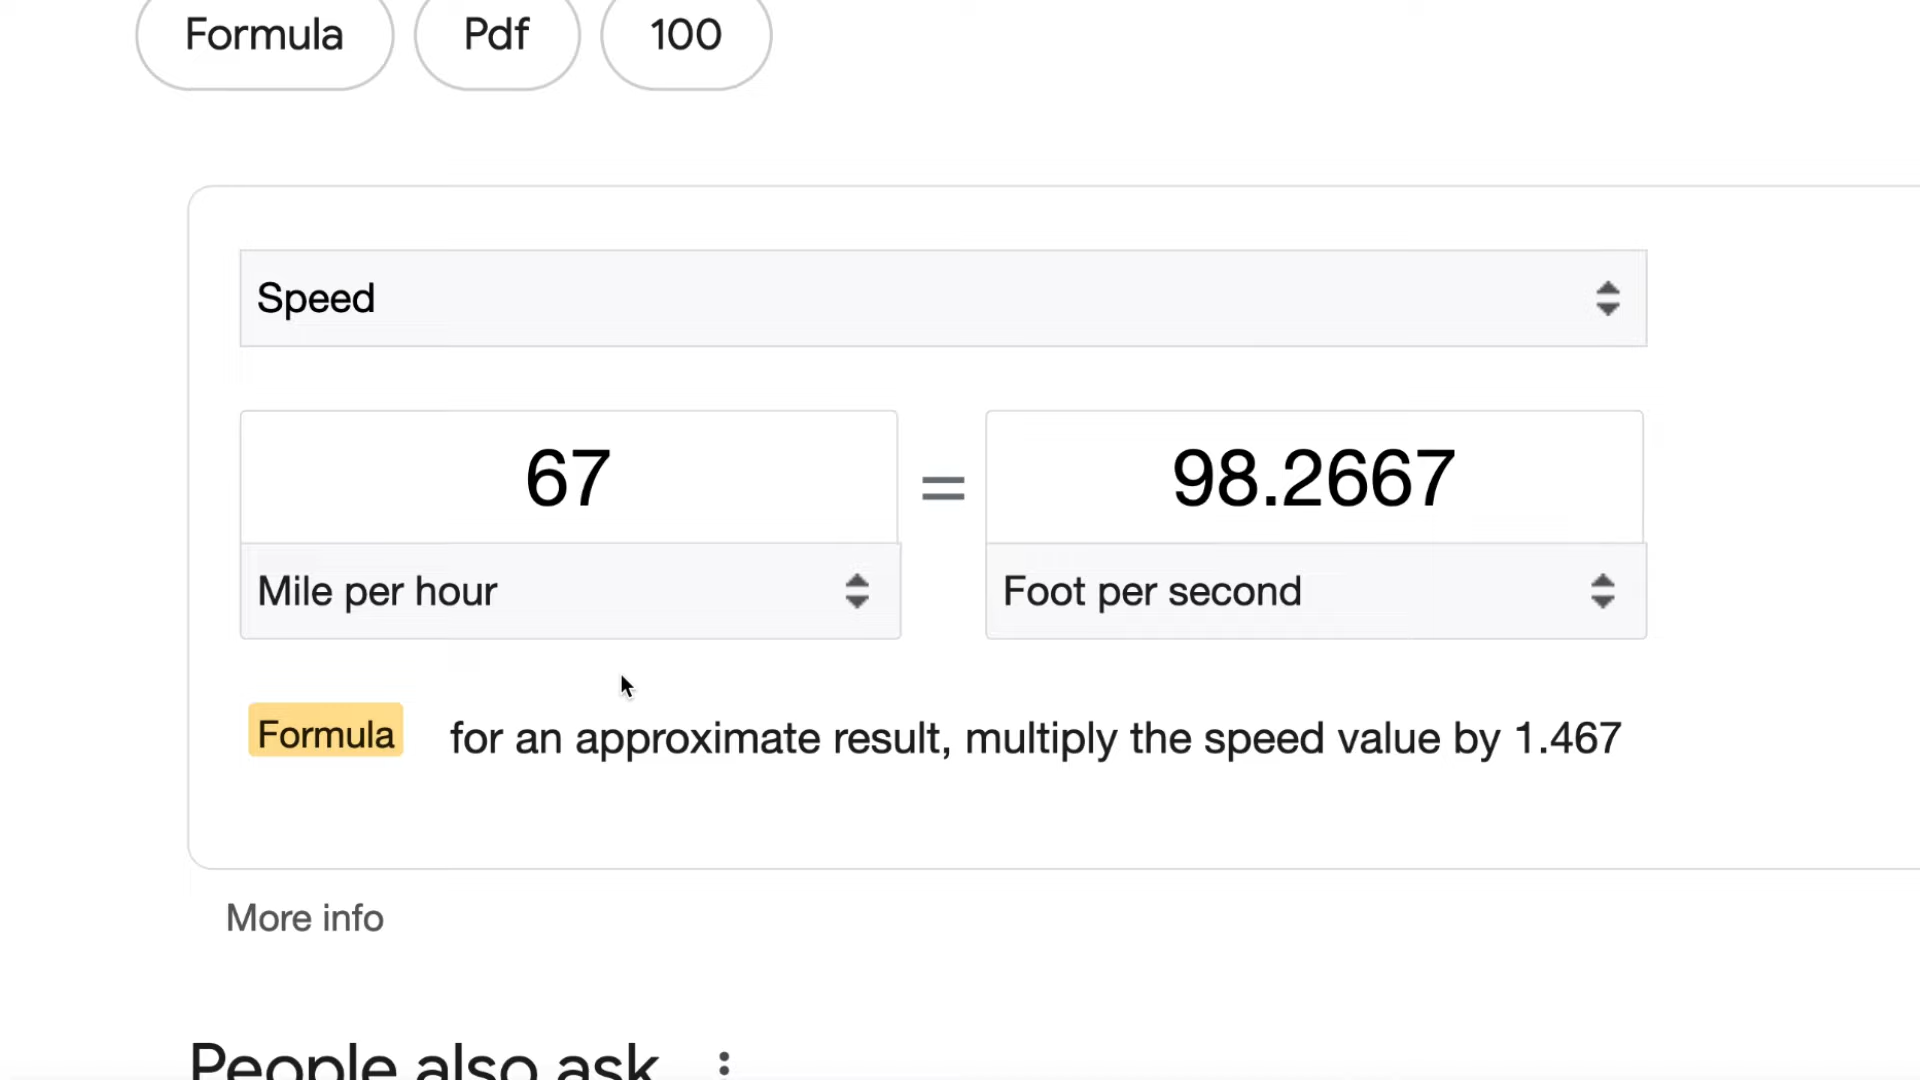 Formula Pdf 100
Speed
67 = 98.2667
Mile per hour Foot per second
Formula for an approximate result, multiply the speed value by 1.467
More info
People also ask